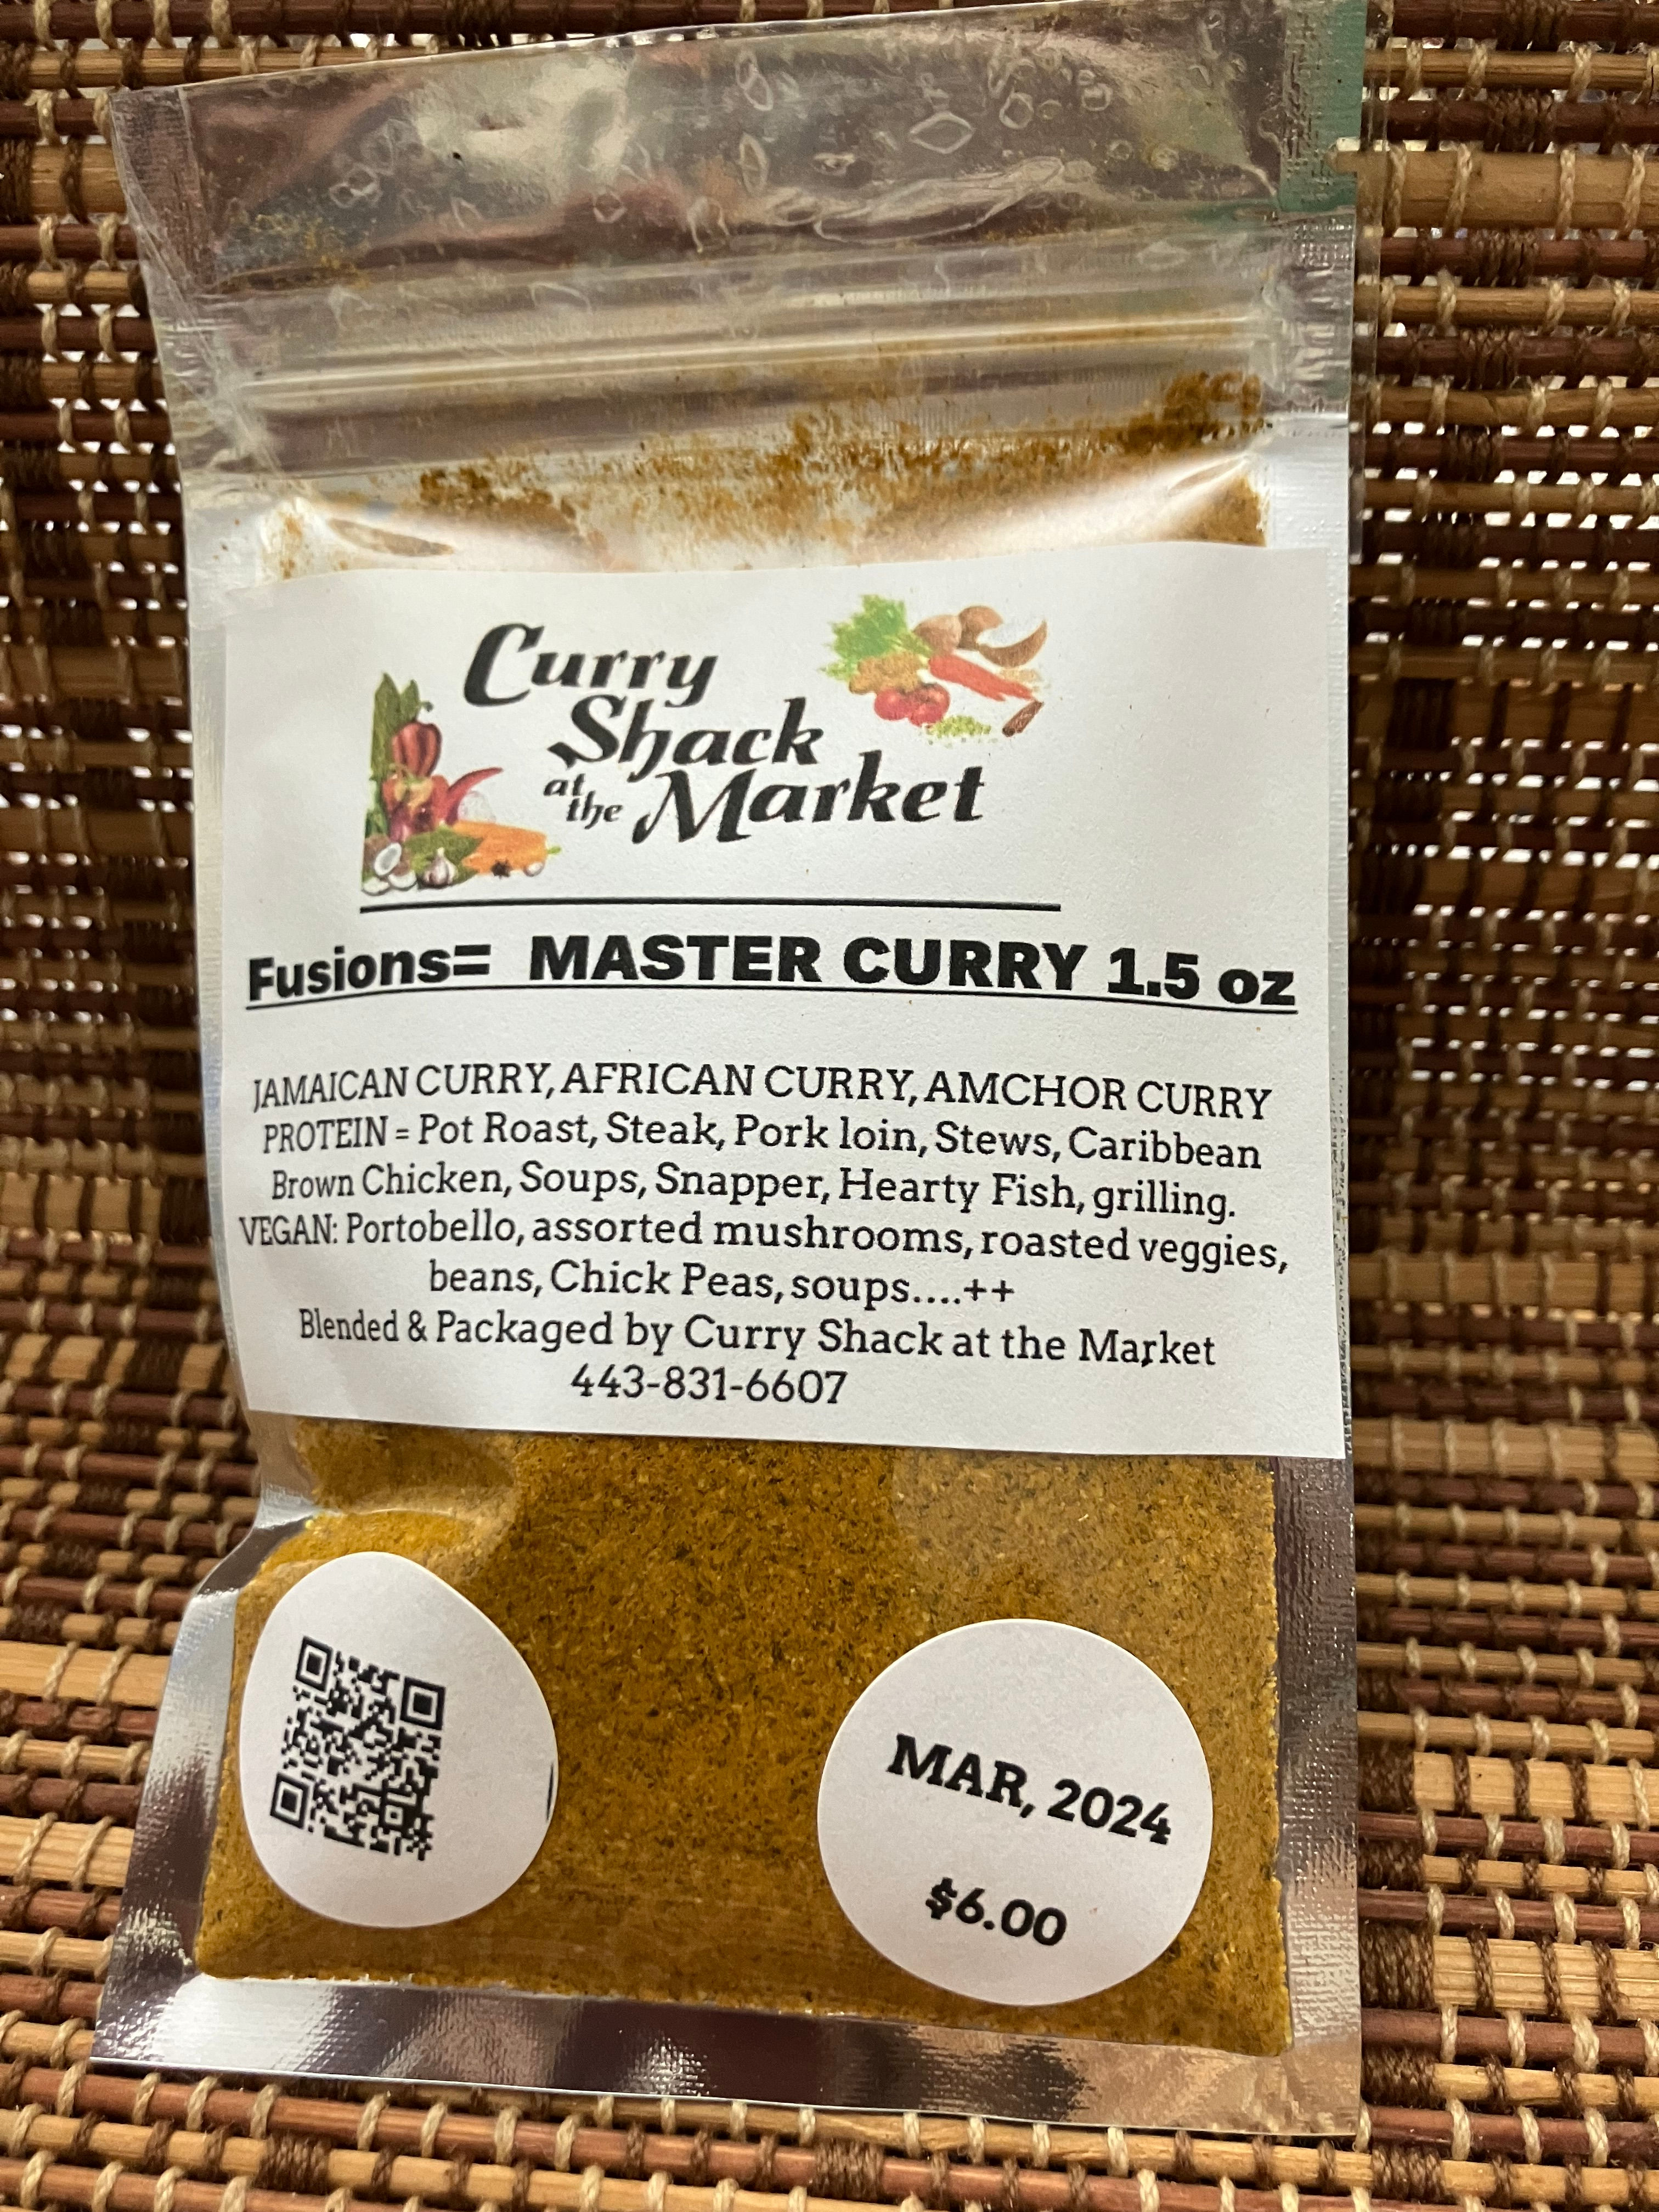 Curry
Shack
at the Market
Fusions= MASTER CURRY 1.5 oz
JAMAICAN CURRY, AFRICAN CURRY, AMCHOR CURRY
PROTEIN = Pot Roast, Steak, Pork loin, Stews, Caribbean
Brown Chicken, Soups, Snapper, Hearty Fish, grilling.
VEGAN: Portobello, assorted mushrooms, roasted veggies,
beans, Chick Peas, soups....++
Blended & Packaged by Curry Shack at the Market
443-831-6607
MAR, 2024
$6.00